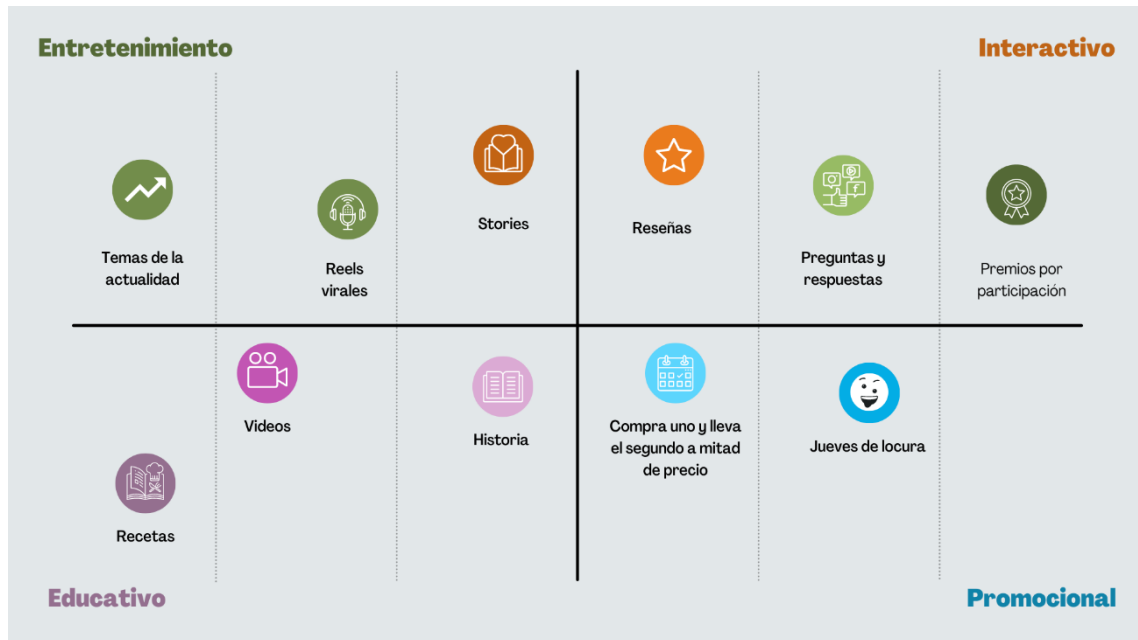 Entretenimiento
Interactivo
Temas de la
actualidad
Reels
virales
Stories
Reseñas
Preguntas y
respuestas
Premios por
participación
Videos
Historia
Compra uno y lleva
el segundo a mitad
de precio
Jueves de locura
Recetas
Educativo
Promocional